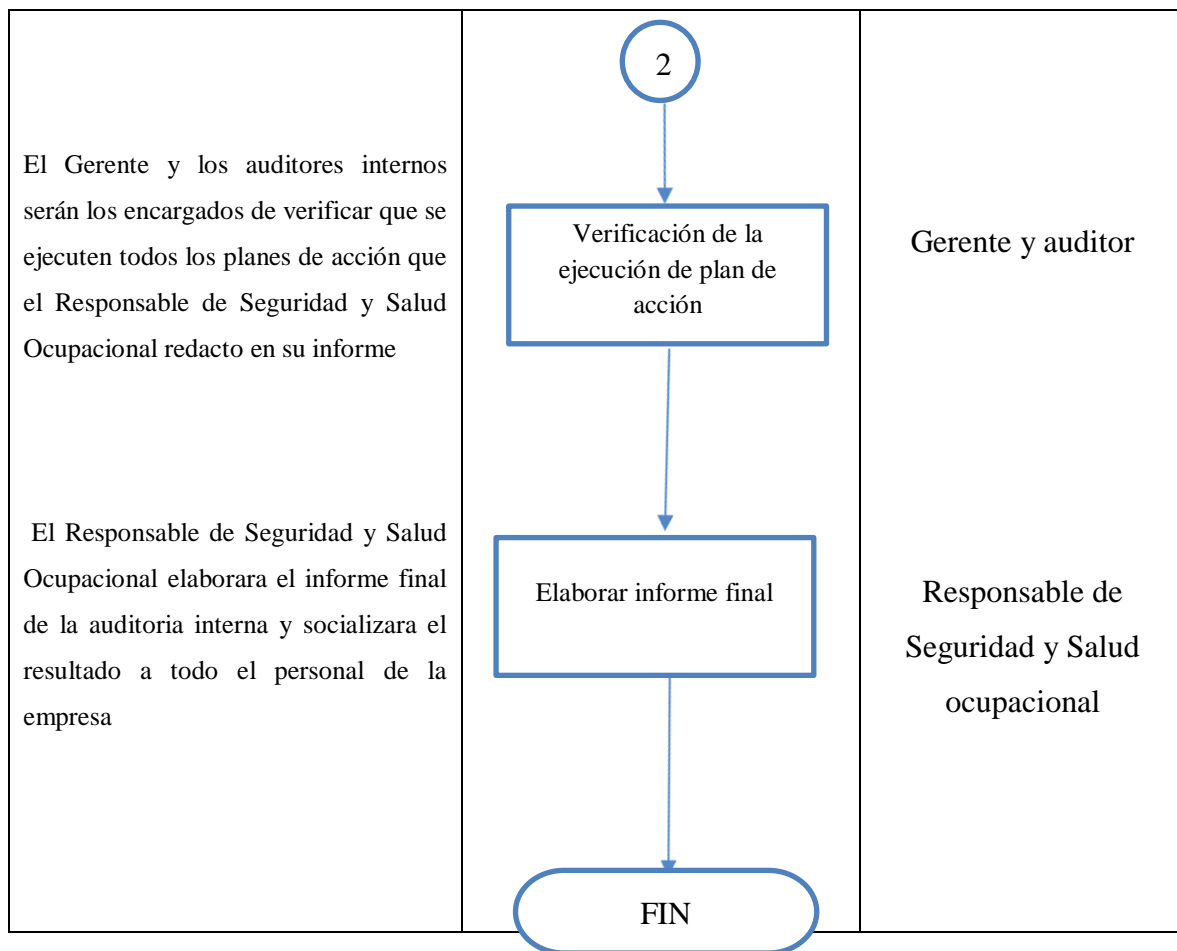 2
El Gerente y los auditores internos
serán los encargados de verificar que se
ejecuten todos los planes de acción que
el Responsable de Seguridad y Salud
Ocupacional redacto en su informe
Verificación de la
ejecución de plan de
acción
Gerente y auditor
El Responsable de Seguridad y Salud
Ocupacional elaborara el informe final
de la auditoria interna y socializara el
resultado a todo el personal de la
empresa
Elaborar informe final
Responsable de
Seguridad y Salud
ocupacional
FIN